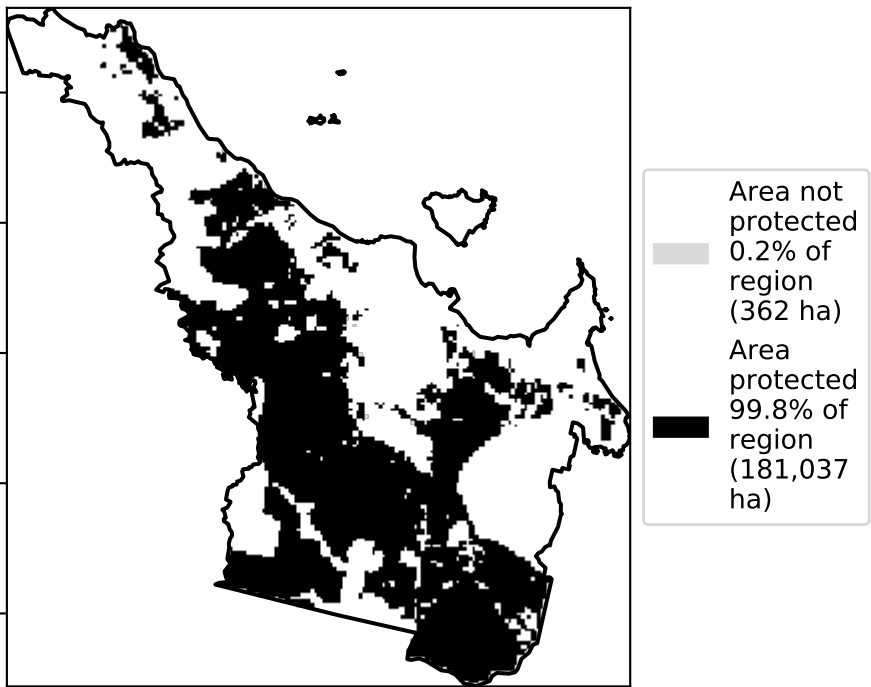 Area not
protected
0.2% of
region
(362 ha)
Area
protected
99.8% of
region
(181,037
ha)